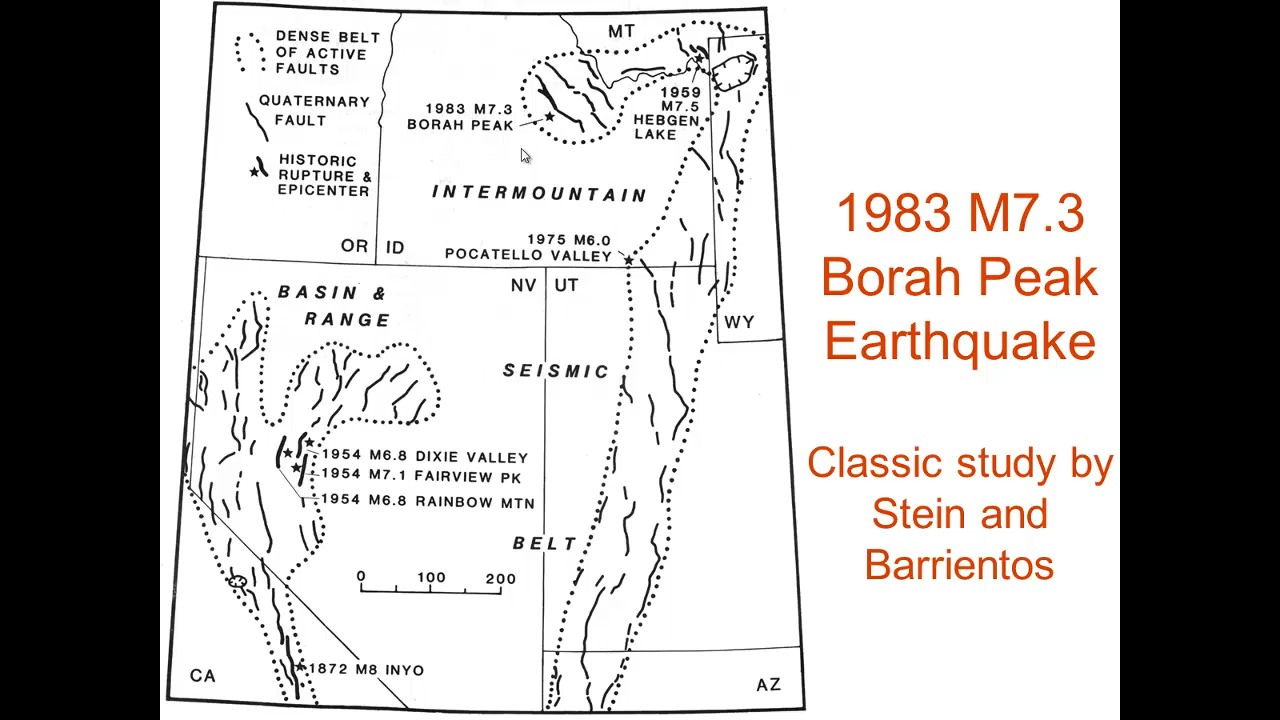 DENSE BELT
OF ACTIVE
FAULTS
QUATERNARY
FAULT
HISTORIC
RUPTURE &
EPICENTER
MT
1983 M7.3
BORAH PEAK
1959
M7.5
HEBGEN
LAKE
INTERMOUNTAIN
1975 M6.0
POCATELLO VALLEY
OR
ID
NV
UT
WY
BASIN &
RANGE
SEISMIC
1954 M6.8 DIXIE VALLEY
1954 M7.1 FAIRVIEW PK
1954 M6.8 RAINBOW MTN
BELT
0 100 200
1872 M8 INYO
CA
AZ
1983 M7.3
Borah Peak
Earthquake
Classic study by
Stein and
Barrientos